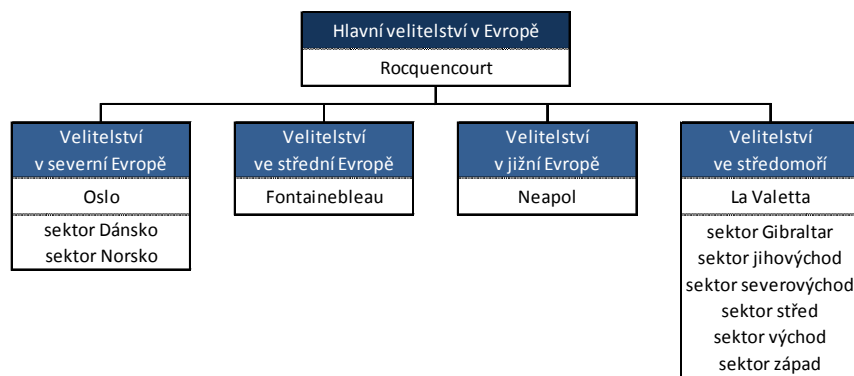 Hlavní velitelství v Evropě
Rocquencourt
Velitelství
v severní Evropě
Oslo
sektor Dánsko
sektor Norsko
Velitelství
ve střední Evropě
Fontainebleau
Velitelství
v jižní Evropě
Neapol
Velitelství
ve středomoří
La Valetta
sektor Gibraltar
sektor jihovýchod
sektor severovýchod
sektor střed
sektor východ
sektor západ